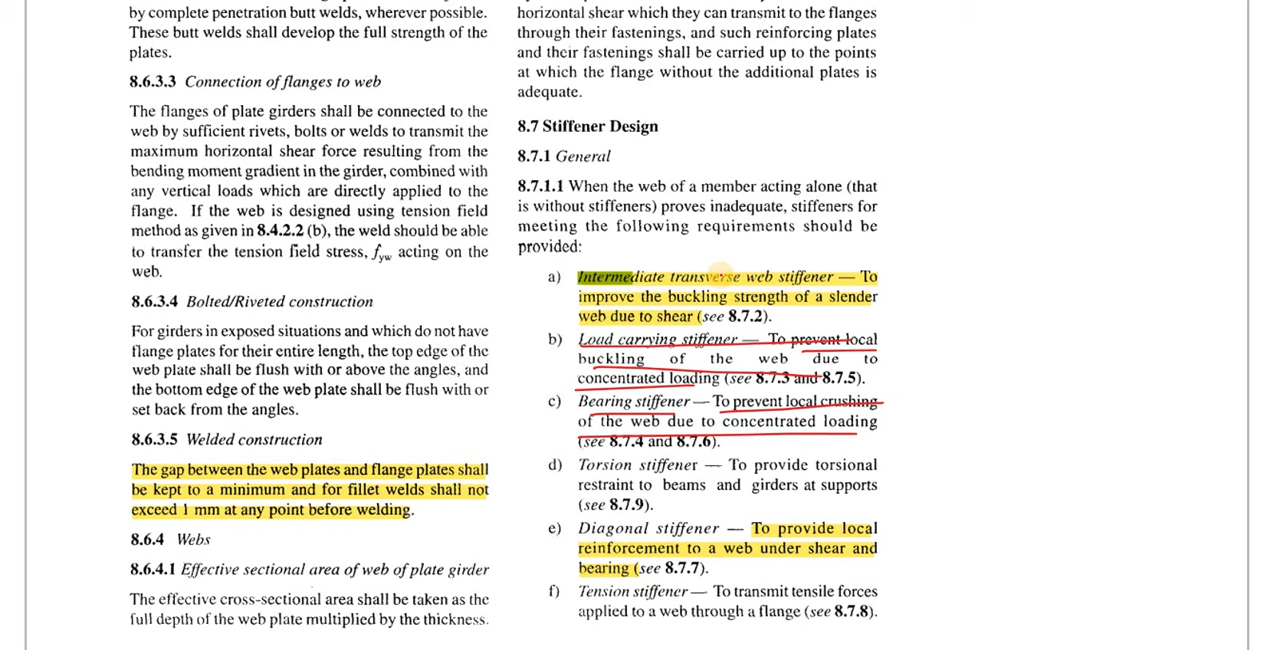 by complete penetration butt welds, wherever possible.
These butt welds shall develop the full strength of the
plates.
8.6.3.3 Connection of flanges to web
The flanges of plate girders shall be connected to the
web by sufficient rivets, bolts or welds to transmit the
maximum horizontal shear force resulting from the
bending moment gradient in the girder, combined with
any vertical loads which are directly applied to the
flange. If the web is designed using tension field
method as given in 8.4.2.2 (b), the weld should be able
to transfer the tension field stress, fyw acting on the
web.
8.6.3.4 Bolted/Riveted construction
For girders in exposed situations and which do not have
flange plates for their entire length, the top edge of the
web plate shall be flush with or above the angles, and
the bottom edge of the web plate shall be flush with or
set back from the angles.
8.6.3.5 Welded construction
The gap between the web plates and flange plates shall
be kept to a minimum and for fillet welds shall not
exceed 1 mm at any point before welding.
8.6.4 Webs
8.6.4.1 Effective sectional area of web of plate girder
The effective cross-sectional area shall be taken as the
full depth of the web plate multiplied by the thickness.
horizontal shear which they can transmit to the flanges
through their fastenings, and such reinforcing plates
and their fastenings shall be carried up to the points
at which the flange without the additional plates is
adequate.
8.7 Stiffener Design
8.7.1 General
8.7.1.1 When the web of a member acting alone (that
is without stiffeners) proves inadequate, stiffeners for
meeting the following requirements should be
provided:
a) Intermediate transverse web stiffener — To
improve the buckling strength of a slender
web due to shear (see 8.7.2).
b) Load carrying stiffener — To prevent local
buckling of the web due to
concentrated loading (see 8.7.3 and 8.7.5).
c) Bearing stiffener — To prevent local crushing
of the web due to concentrated loading
(see 8.7.4 and 8.7.6).
d) Torsion stiffener — To provide torsional
restraint to beams and girders at supports
(see 8.7.9).
e) Diagonal stiffener — To provide local
reinforcement to a web under shear and
bearing (see 8.7.7).
f) Tension stiffener — To transmit tensile forces
applied to a web through a flange (see 8.7.8).